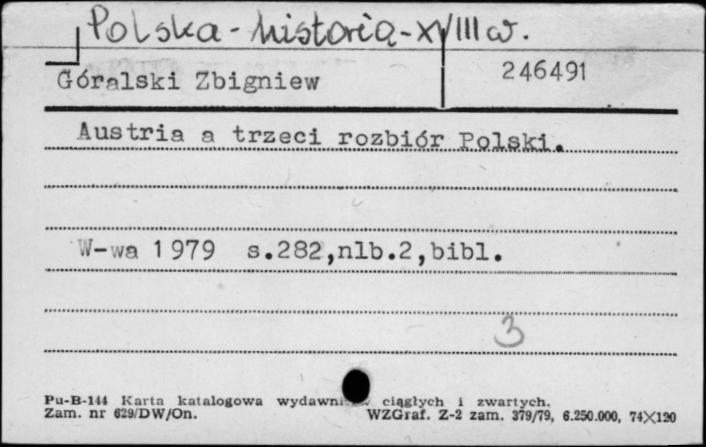 Polska - historia - XVIII w.
Góralski Zbigniew 246491
Austria a trzeci rozbiór Polski.
W-wa 1979 s.282,nlb.2,bibl.
3
Pu-B-144 Karta katalogowa ciągłych i zwartych.
Zam. nr 629/DW/On. WZGraf. Z-2 zam. 379/79, 6.250.000, 74X120